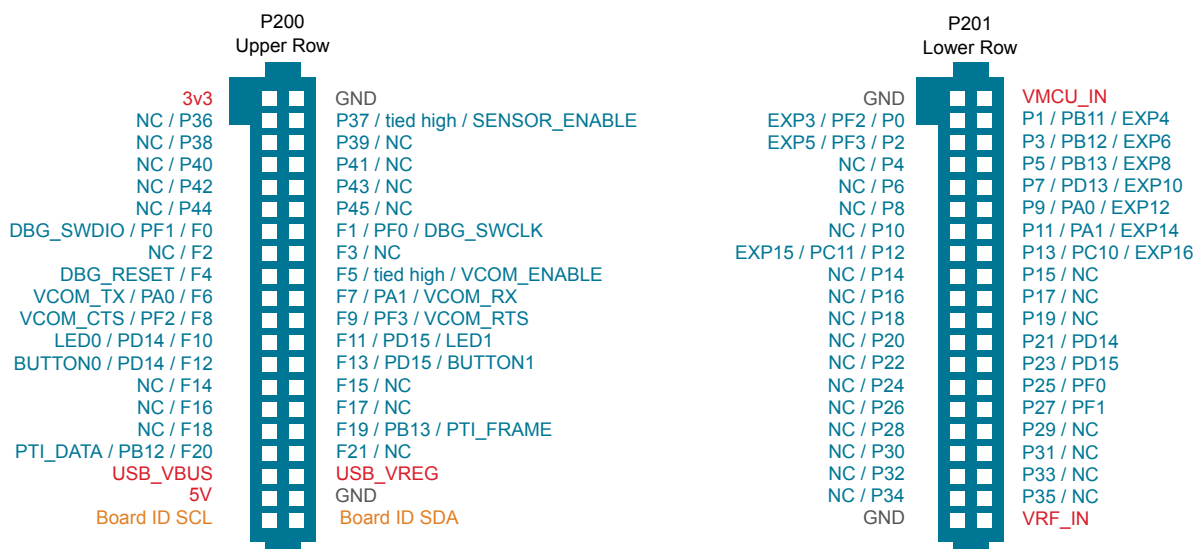 P200
Upper Row
3v3 GND
NC / P36 P37 / tied high / SENSOR_ENABLE
NC / P38 P39 / NC
NC / P40 P41 / NC
NC / P42 P43 / NC
NC / P44 P45 / NC
DBG_SWDIO / PF1 / F0 F1 / PF0 / DBG_SWCLK
NC / F2 F3 / NC
DBG_RESET / F4 F5 / tied high / VCOM_ENABLE
VCOM_TX / PA0 / F6 F7 / PA1 / VCOM_RX
VCOM_CTS / PF2 / F8 F9 / PF3 / VCOM_RTS
LED0 / PD14 / F10 F11 / PD15 / LED1
BUTTON0 / PD14 / F12 F13 / PD15 / BUTTON1
NC / F14 F15 / NC
NC / F16 F17 / NC
NC / F18 F19 / PB13 / PTI_FRAME
PTI_DATA / PB12 / F20 F21 / NC
USB_VBUS USB_VREG
5V GND
Board ID SCL Board ID SDA
P201
Lower Row
GND VMCU_IN
EXP3 / PF2 / P0 P1 / PB11 / EXP4
EXP5 / PF3 / P2 P3 / PB12 / EXP6
NC / P4 P5 / PB13 / EXP8
NC / P6 P7 / PD13 / EXP10
NC / P8 P9 / PA0 / EXP12
NC / P10 P11 / PA1 / EXP14
EXP15 / PC11 / P12 P13 / PC10 / EXP16
NC / P14 P15 / NC
NC / P16 P17 / NC
NC / P18 P19 / NC
NC / P20 P21 / PD14
NC / P22 P23 / PD15
NC / P24 P25 / PF0
NC / P26 P27 / PF1
NC / P28 P29 / NC
NC / P30 P31 / NC
NC / P32 P33 / NC
NC / P34 P35 / NC
GND VRF_IN